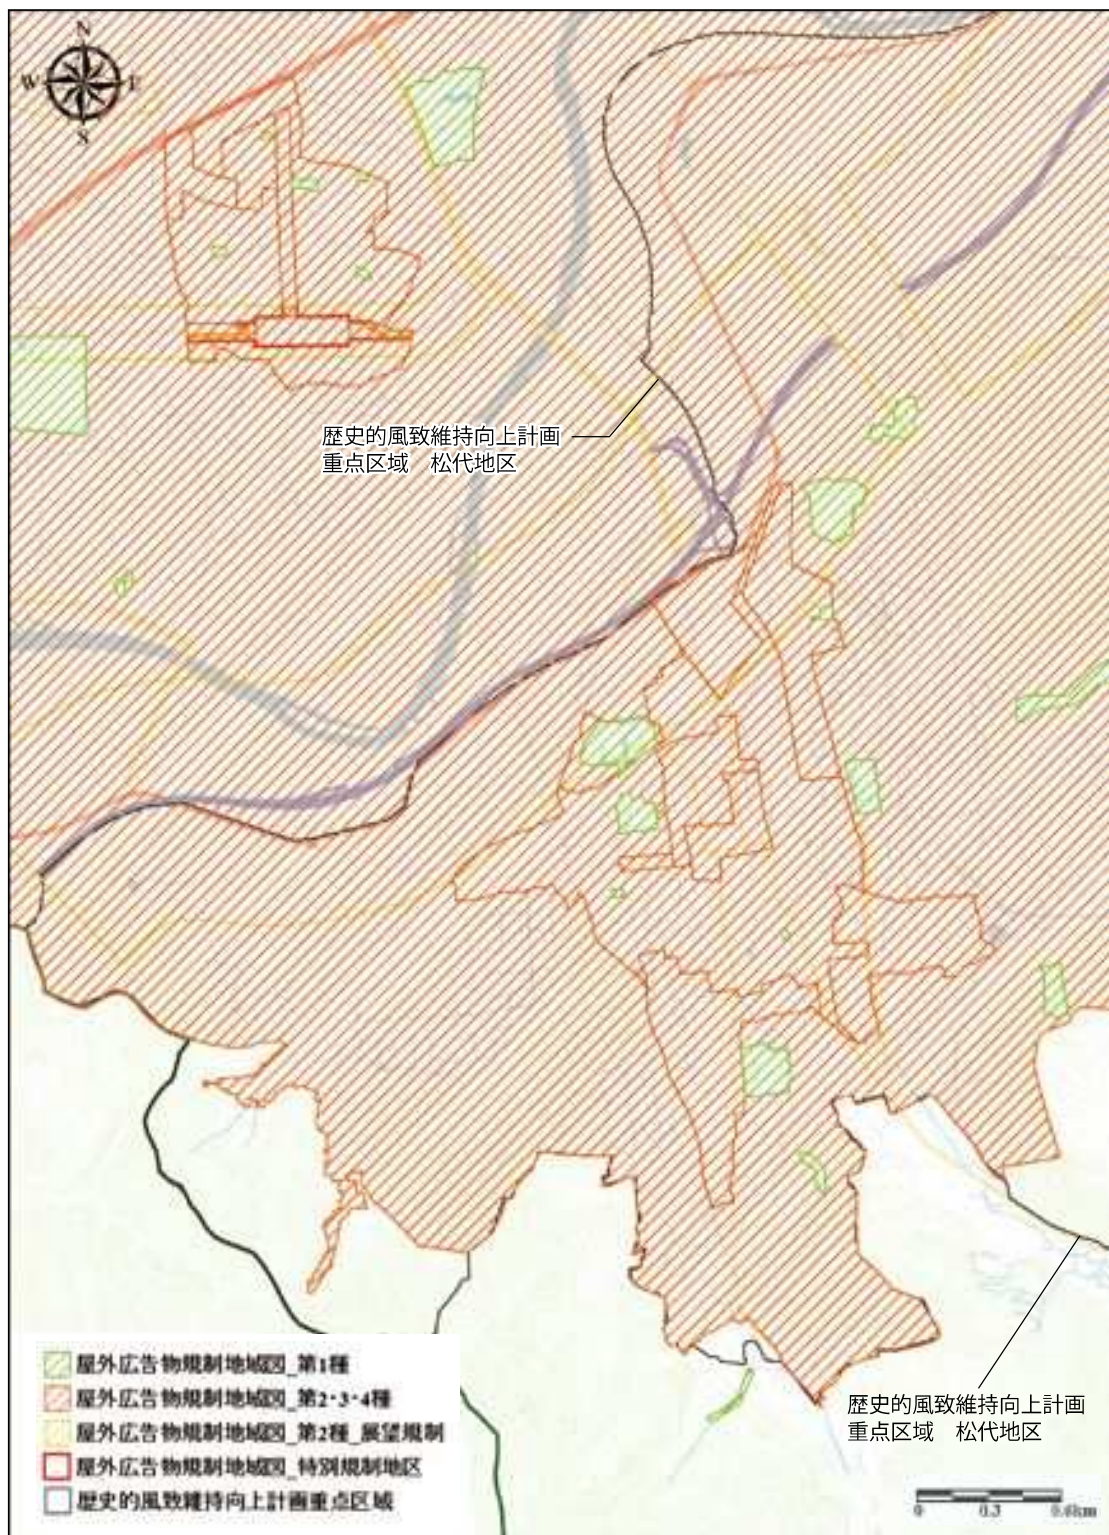 N
W E
S
歴史的風致維持向上計画
重点区域　松代地区
屋外広告物規制地域図_第1種
屋外広告物規制地域図_第2・3・4種
屋外広告物規制地域図_第2種_展望規制
屋外広告物規制地域図_特別規制地区
歴史的風致維持向上計画重点区域
歴史的風致維持向上計画
重点区域　松代地区
0 0.3 0.6km